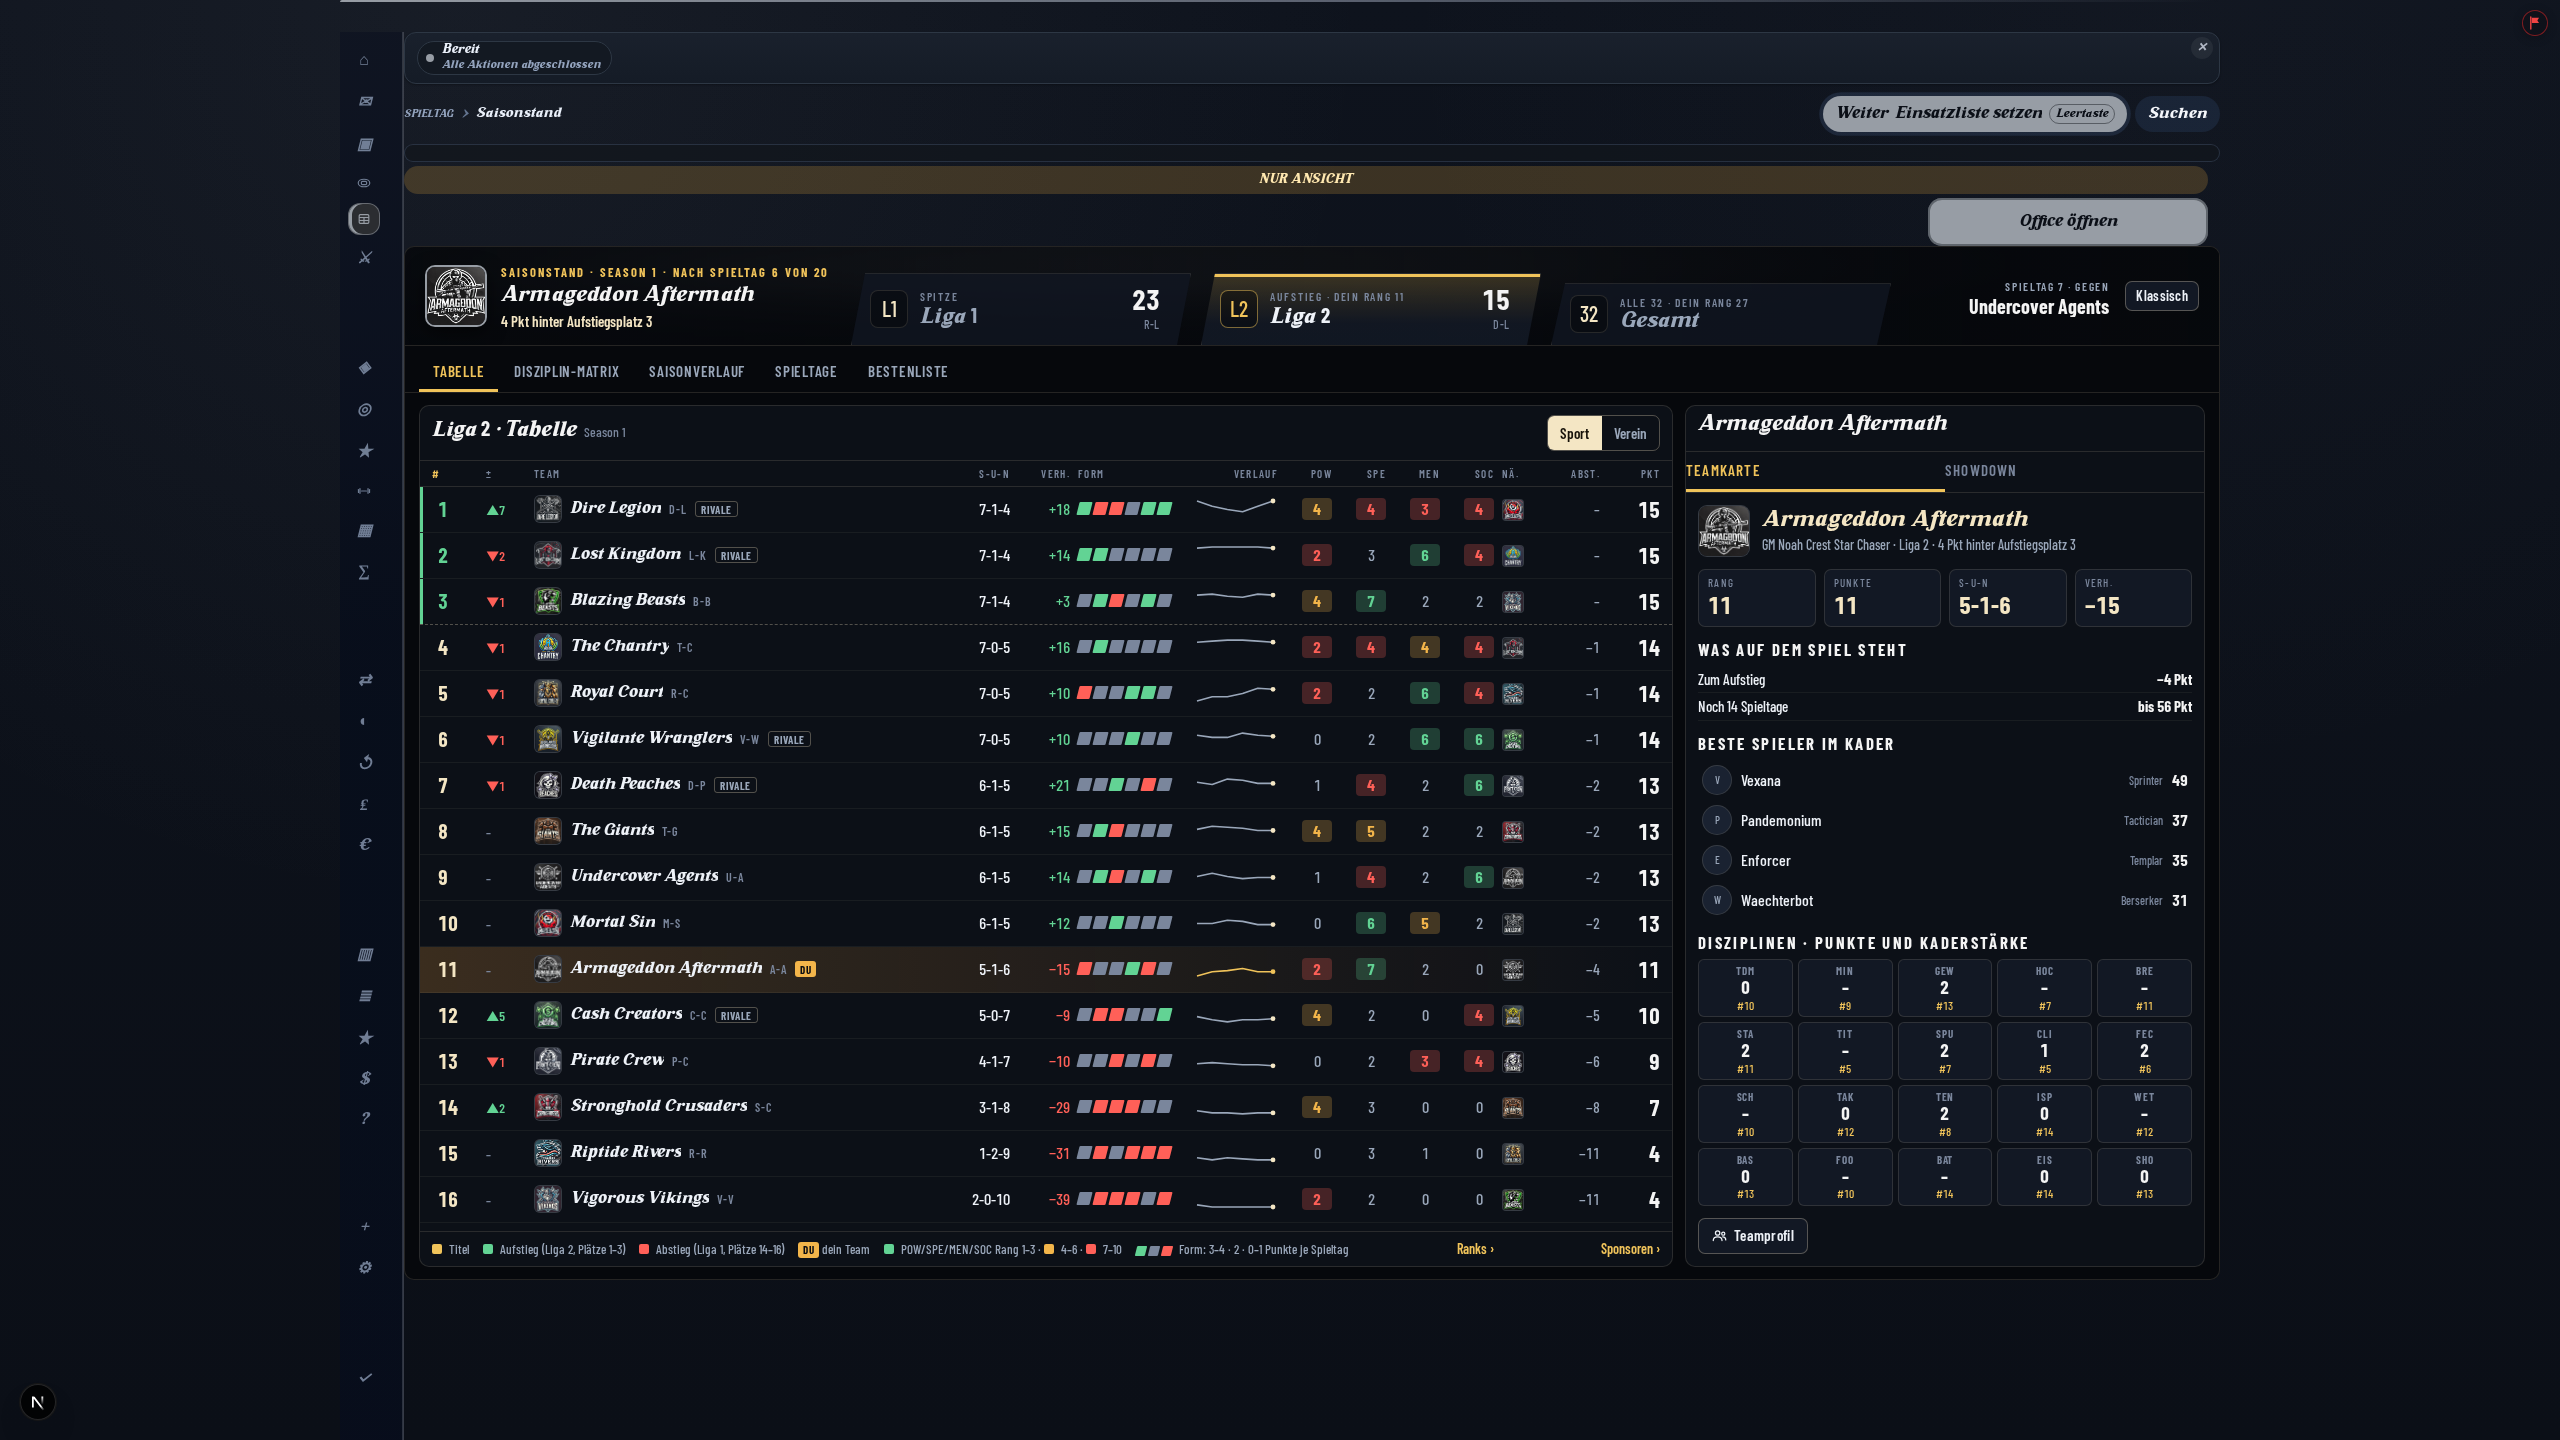 Bereit
Alle Aktionen abgeschlossen
SPIELTAG › Saisonstand
Weiter Einsatzliste setzen Leertaste Suchen
NUR ANSICHT
Office öffnen
SAISONSTAND · SEASON 1 · NACH SPIELTAG 6 VON 20
Armageddon Aftermath
4 Pkt hinter Aufstiegsplatz 3
L1 SPITZE Liga 1 23 R-L
L2 AUFSTIEG · DEIN RANG 11 Liga 2 15 D-L
32 ALLE 32 · DEIN RANG 27 Gesamt
SPIELTAG 7 · GEGEN
Undercover Agents
Klassisch
TABELLE DISZIPLIN-MATRIX SAISONVERLAUF SPIELTAGE BESTENLISTE
Liga 2 · Tabelle Season 1 Sport Verein
# ± TEAM S-U-N VERH. FORM VERLAUF POW SPE MEN SOC NÄ. ABST. PKT
1 ▲7 Dire Legion D-L RIVALE 7-1-4 +18 4 4 3 4 - 15
2 ▼2 Lost Kingdom L-K RIVALE 7-1-4 +14 2 3 6 4 - 15
3 ▼1 Blazing Beasts B-B 7-1-4 +3 4 7 2 2 - 15
4 ▼1 The Chantry T-C 7-0-5 +16 2 4 4 4 −1 14
5 ▼1 Royal Court R-C 7-0-5 +10 2 2 6 4 −1 14
6 ▼1 Vigilante Wranglers V-W RIVALE 7-0-5 +10 0 2 6 6 −1 14
7 ▼1 Death Peaches D-P RIVALE 6-1-5 +21 1 4 2 6 −2 13
8 - The Giants T-G 6-1-5 +15 4 5 2 2 −2 13
9 - Undercover Agents U-A 6-1-5 +14 1 4 2 6 −2 13
10 - Mortal Sin M-S 6-1-5 +12 0 6 5 2 −2 13
11 - Armageddon Aftermath A-A DU 5-1-6 −15 2 7 2 0 −4 11
12 ▲5 Cash Creators C-C RIVALE 5-0-7 −9 4 2 0 4 −5 10
13 ▼1 Pirate Crew P-C 4-1-7 −10 0 2 3 4 −6 9
14 ▲2 Stronghold Crusaders S-C 3-1-8 −29 4 3 0 0 −8 7
15 - Riptide Rivers R-R 1-2-9 −31 0 3 1 0 −11 4
16 - Vigorous Vikings V-V 2-0-10 −39 2 2 0 0 −11 4
Titel Aufstieg (Liga 2, Plätze 1-3) Abstieg (Liga 1, Plätze 14-16) DU dein Team POW/SPE/MEN/SOC Rang 1-3 · 4-6 · 7-10 Form: 3-4 · 2 · 0-1 Punkte je Spieltag Ranks › Sponsoren ›
Armageddon Aftermath
TEAMKARTE SHOWDOWN
Armageddon Aftermath
GM Noah Crest Star Chaser · Liga 2 · 4 Pkt hinter Aufstiegsplatz 3
RANG PUNKTE S-U-N VERH.
11 11 5-1-6 −15
WAS AUF DEM SPIEL STEHT
Zum Aufstieg −4 Pkt
Noch 14 Spieltage bis 56 Pkt
BESTE SPIELER IM KADER
V Vexana Sprinter 49
P Pandemonium Tactician 37
E Enforcer Templar 35
W Waechterbot Berserker 31
DISZIPLINEN · PUNKTE UND KADERSTÄRKE
TDM MIN GEW HOC BRE
0 - 2 - -
#10 #9 #13 #7 #11
STA TIT SPU CLI FEC
2 - 2 1 2
#11 #5 #7 #5 #6
SCH TAK TEN ISP WET
- 0 2 0 -
#10 #12 #8 #14 #12
BAS FOO BAT EIS SHO
0 - - 0 0
#13 #10 #14 #14 #13
Teamprofil